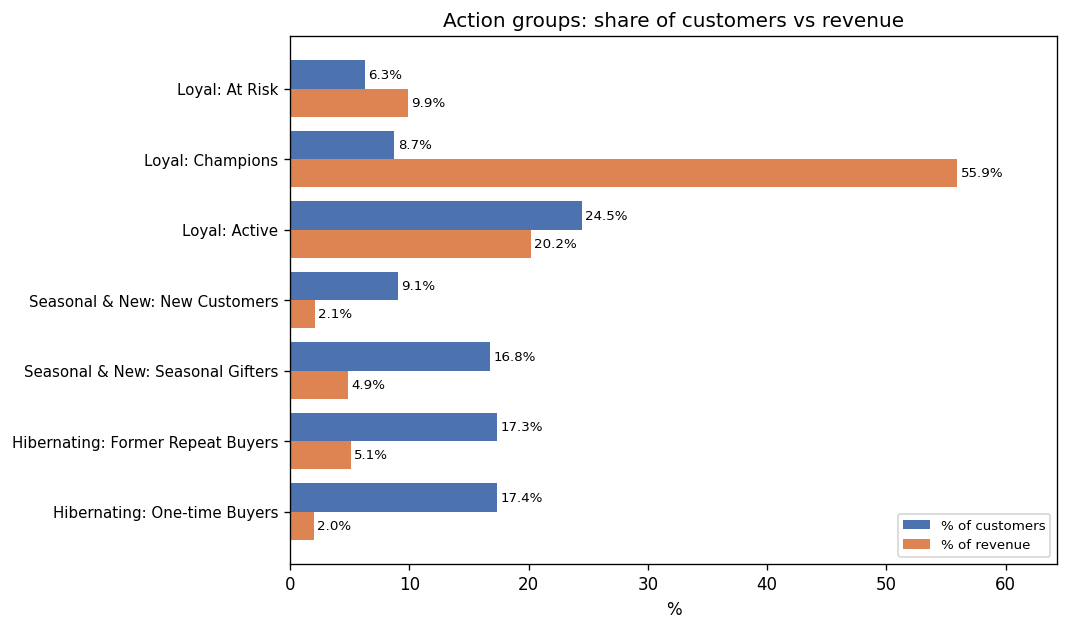 Action groups: share of customers vs revenue
Loyal: At Risk
6.3%
9.9%
Loyal: Champions
8.7%
55.9%
Loyal: Active
24.5%
20.2%
Seasonal & New: New Customers
9.1%
2.1%
Seasonal & New: Seasonal Gifters
16.8%
4.9%
Hibernating: Former Repeat Buyers
17.3%
5.1%
Hibernating: One-time Buyers
17.4%
2.0%
% of customers
% of revenue
0 10 20 30 40 50 60
%